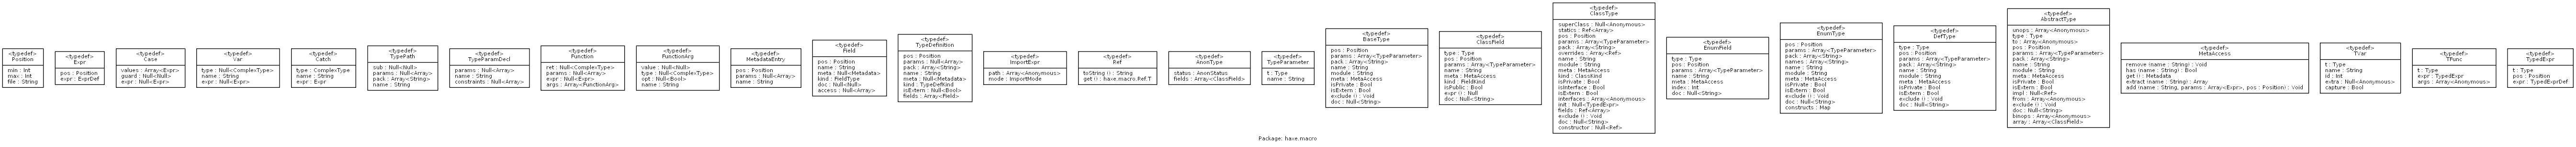 <typedef>
Position
min : Int
max : Int
file : String
<typedef>
Expr
pos : Position
expr : ExprDef
<typedef>
Case
values : Array<Expr>
guard : Null<Null>
expr : Null<Expr>
<typedef>
Var
type : Null<ComplexType>
name : String
expr : Null<Expr>
<typedef>
Catch
type : ComplexType
name : String
expr : Expr
<typedef>
TypePath
sub : Null<Null>
params : Null<Array>
pack : Array<String>
name : String
<typedef>
TypeParamDecl
params : Null<Array>
name : String
constraints : Null<Array>
<typedef>
Function
ret : Null<ComplexType>
params : Null<Array>
expr : Null<Expr>
args : Array<FunctionArg>
<typedef>
FunctionArg
value : Null<Null>
type : Null<ComplexType>
opt : Null<Bool>
name : String
<typedef>
MetadataEntry
pos : Position
params : Null<Array>
name : String
<typedef>
Field
pos : Position
name : String
meta : Null<Metadata>
kind : FieldType
doc : Null<Null>
access : Null<Array>
<typedef>
TypeDefinition
pos : Position
params : Null<Array>
pack : Array<String>
name : String
meta : Null<Metadata>
kind : TypeDefKind
isExtern : Null<Bool>
fields : Array<Field>
<typedef>
ImportExpr
path : Array<Anonymous>
mode : ImportMode
<typedef>
Ref
toString () : String
get () : haxe.macro.Ref.T
<typedef>
AnonType
status : AnonStatus
fields : Array<ClassField>
<typedef>
TypeParameter
t : Type
name : String
<typedef>
BaseType
pos : Position
params : Array<TypeParameter>
pack : Array<String>
name : String
module : String
meta : MetaAccess
isPrivate : Bool
isExtern : Bool
exclude () : Void
doc : Null<String>
<typedef>
ClassField
type : Type
pos : Position
params : Array<TypeParameter>
name : String
meta : MetaAccess
kind : FieldKind
isPublic : Bool
expr () : Null
doc : Null<String>
<typedef>
ClassType
superClass : Null<Anonymous>
statics : Ref<Array>
pos : Position
params : Array<TypeParameter>
pack : Array<String>
overrides : Array<Ref>
name : String
module : String
meta : MetaAccess
kind : ClassKind
isPrivate : Bool
isInterface : Bool
isExtern : Bool
interfaces : Array<Anonymous>
init : Null<TypedExpr>
fields : Ref<Array>
exclude () : Void
doc : Null<String>
constructor : Null<Ref>
<typedef>
EnumField
type : Type
pos : Position
params : Array<TypeParameter>
name : String
meta : MetaAccess
index : Int
doc : Null<String>
<typedef>
EnumType
pos : Position
params : Array<TypeParameter>
pack : Array<String>
names : Array<String>
name : String
module : String
meta : MetaAccess
isPrivate : Bool
isExtern : Bool
exclude () : Void
doc : Null<String>
constructs : Map
<typedef>
DefType
type : Type
pos : Position
params : Array<TypeParameter>
pack : Array<String>
name : String
module : String
meta : MetaAccess
isPrivate : Bool
isExtern : Bool
exclude () : Void
doc : Null<String>
<typedef>
AbstractType
unops : Array<Anonymous>
type : Type
to : Array<Anonymous>
pos : Position
params : Array<TypeParameter>
pack : Array<String>
name : String
module : String
meta : MetaAccess
isPrivate : Bool
isExtern : Bool
impl : Null<Ref>
from : Array<Anonymous>
exclude () : Void
doc : Null<String>
binops : Array<Anonymous>
array : Array<ClassField>
<typedef>
MetaAccess
remove (name : String) : Void
has (name : String) : Bool
get () : Metadata
extract (name : String) : Array
add (name : String, params : Array<Expr>, pos : Position) : Void
<typedef>
TVar
t : Type
name : String
id : Int
extra : Null<Anonymous>
capture : Bool
<typedef>
TFunc
t : Type
expr : TypedExpr
args : Array<Anonymous>
<typedef>
TypedExpr
t : Type
pos : Position
expr : TypedExprDef
Package: haxe.macro